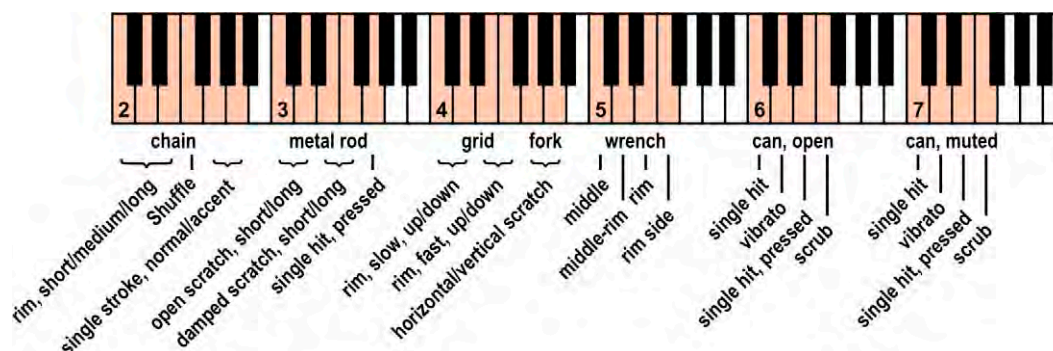 2 3 4 5 6 7
chain metal rod grid fork wrench can, open can, muted
rim, short/medium/long
Shuffle
single stroke, normal/accent
open scratch, short/long
damped scratch, short/long
single hit, pressed
rim, slow, up/down
rim, fast, up/down
horizontal/vertical scratch
middle
middle-rim
rim
rim side
single hit
vibrato
single hit, pressed
scrub
single hit
vibrato
single hit, pressed
scrub